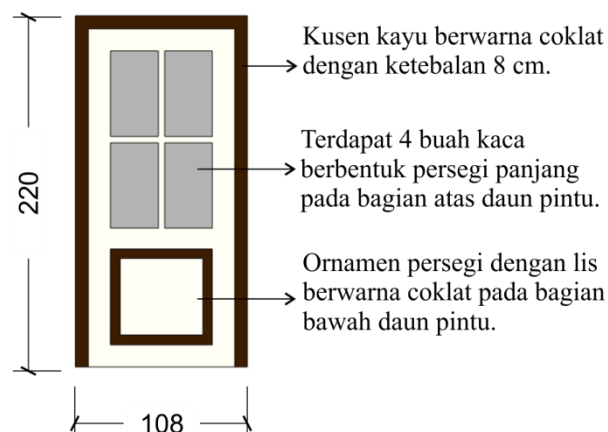 Kusen kayu berwarna coklat
dengan ketebalan 8 cm.
220
Terdapat 4 buah kaca
berbentuk persegi panjang
pada bagian atas daun pintu.
Ornamen persegi dengan lis
berwarna coklat pada bagian
bawah daun pintu.
108